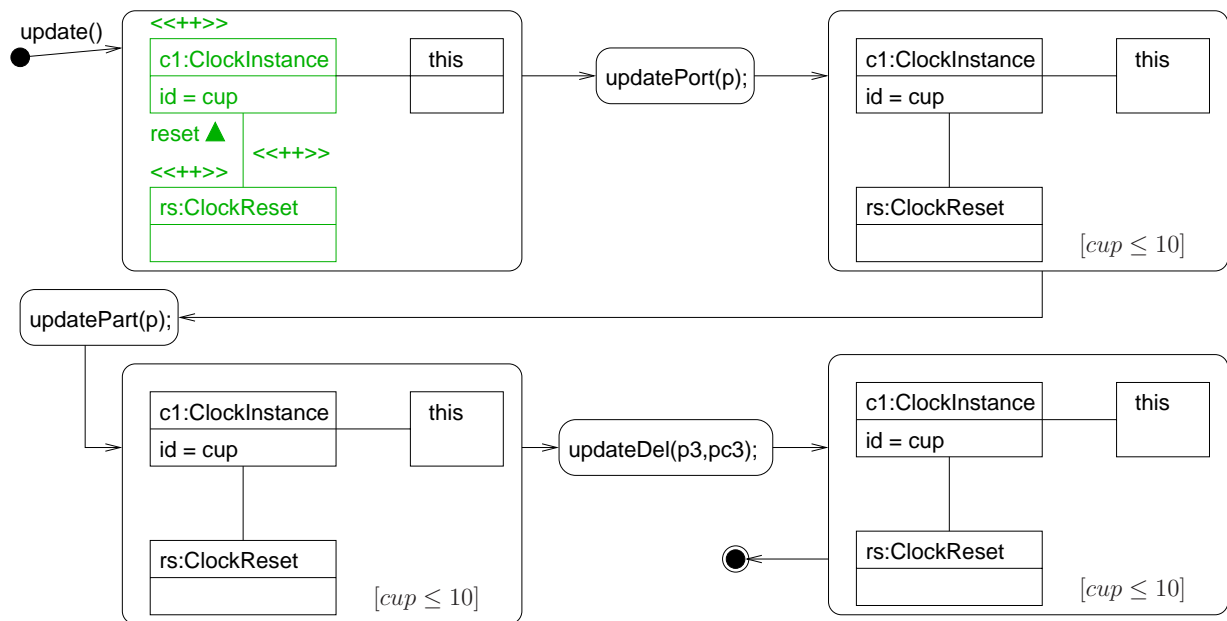 update()
<<++>>
c1:ClockInstance
this
id = cup
reset ▲
<<++>>
<<++>>
rs:ClockReset
updatePort(p);
c1:ClockInstance
this
id = cup
rs:ClockReset
[cup ≤ 10]
updatePart(p);
c1:ClockInstance
this
id = cup
rs:ClockReset
[cup ≤ 10]
updateDel(p3,pc3);
c1:ClockInstance
this
id = cup
rs:ClockReset
[cup ≤ 10]